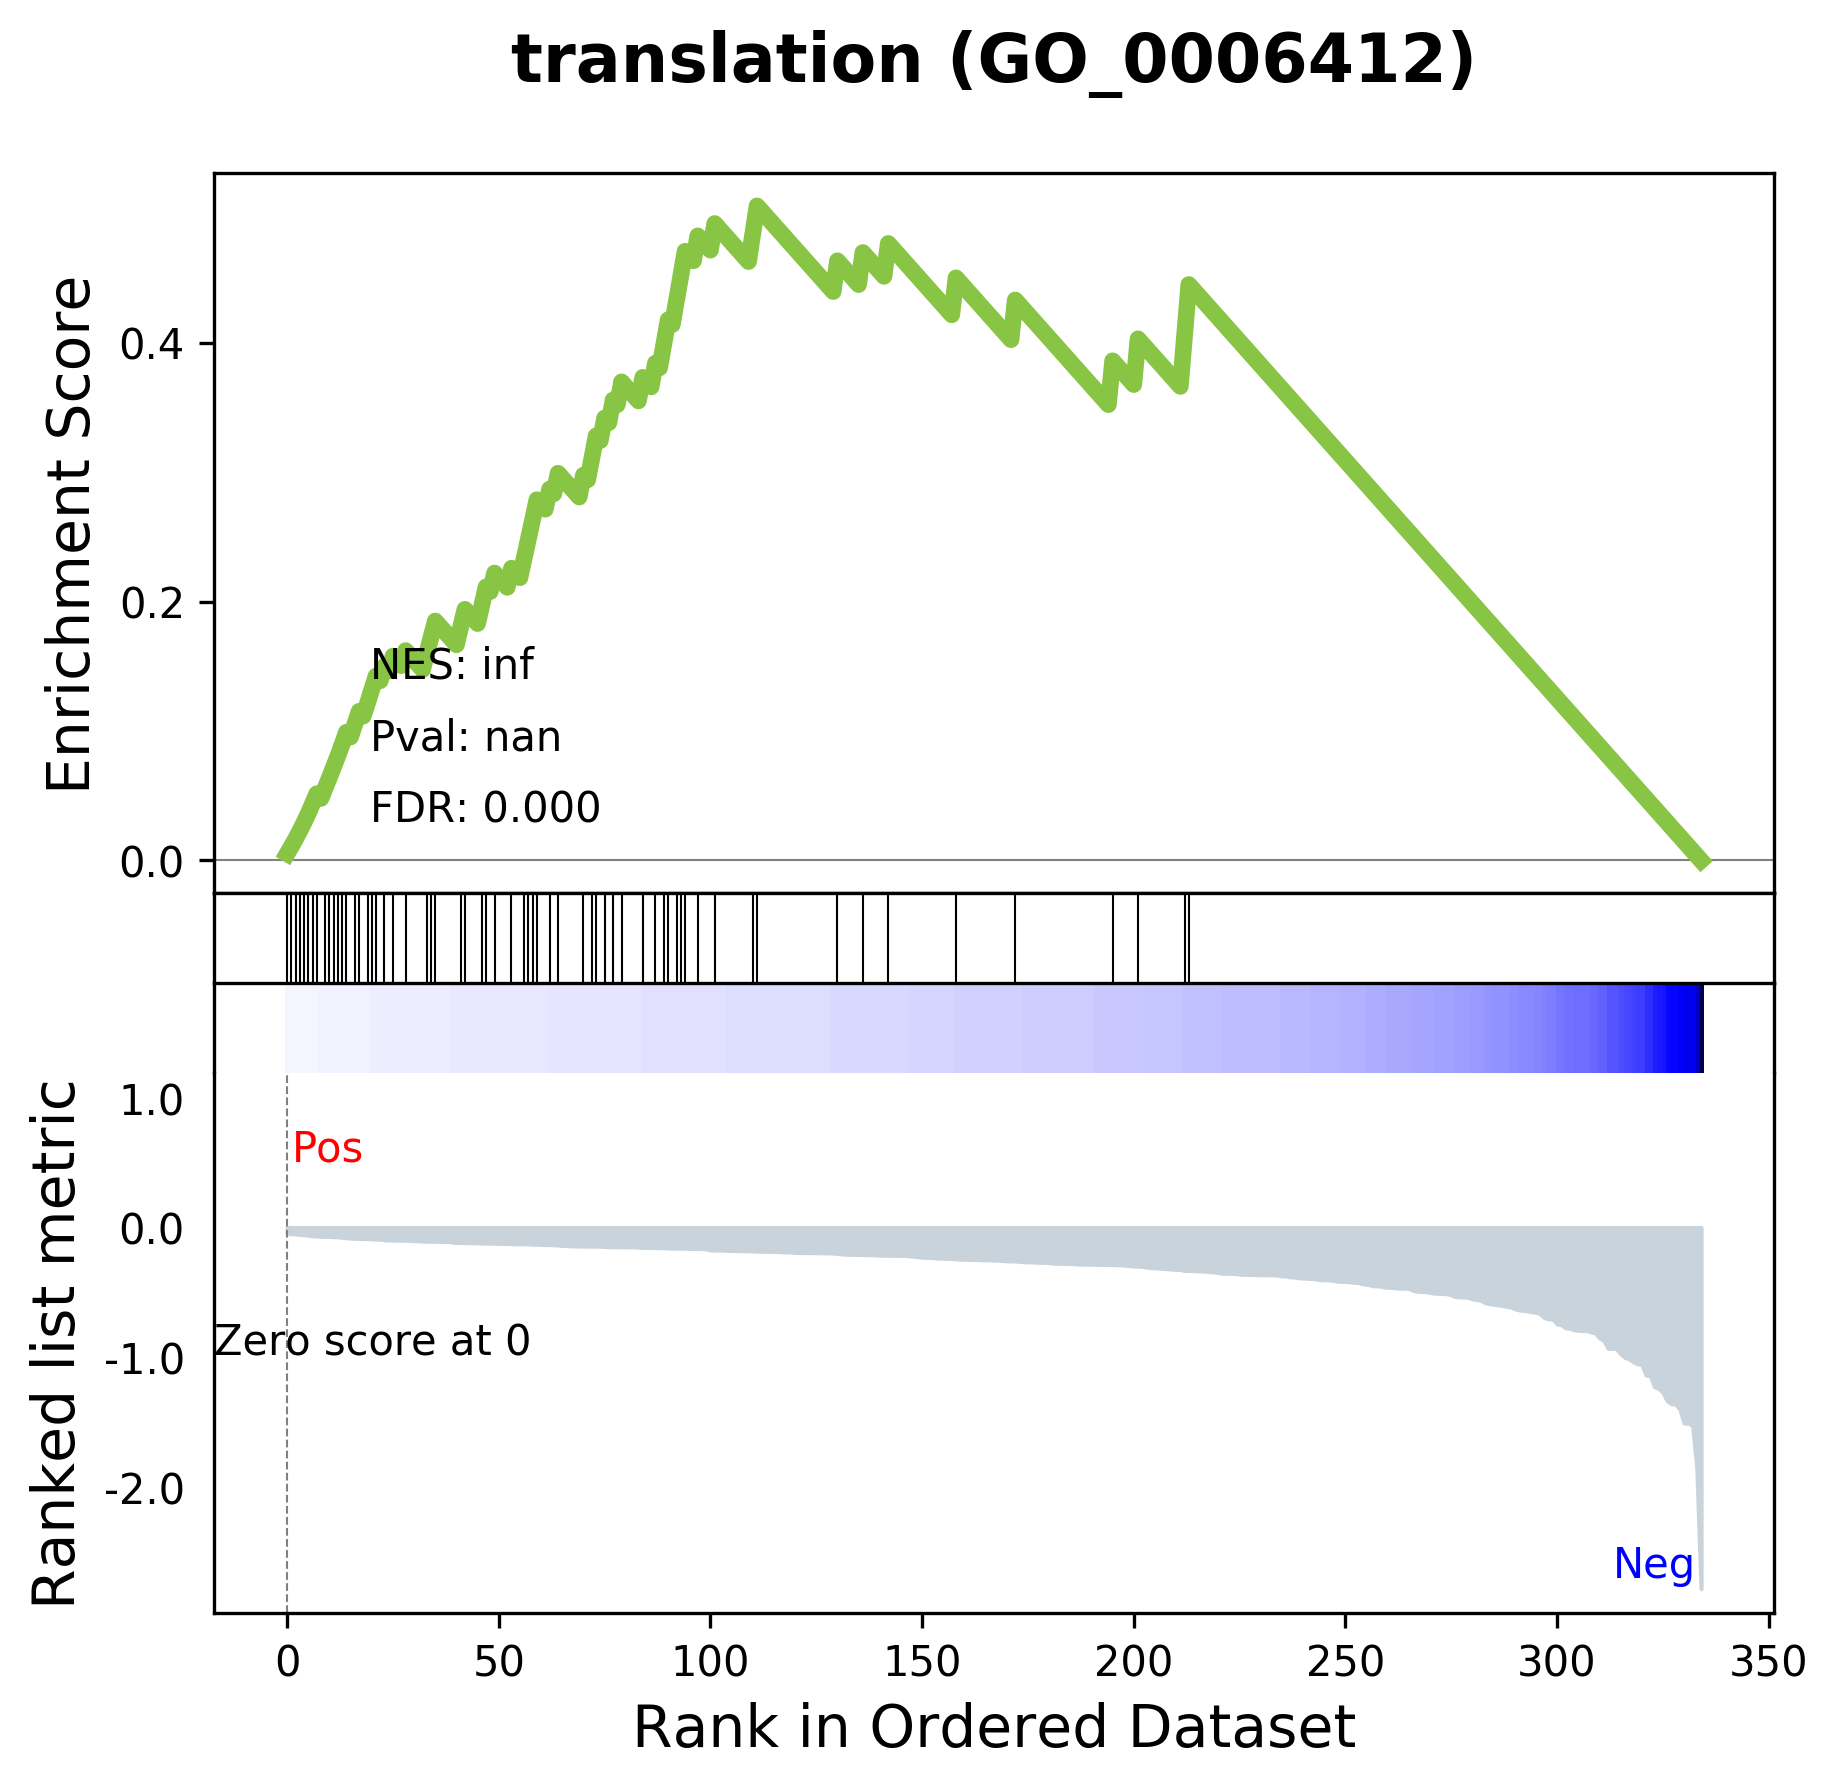 translation (GO_0006412)
Enrichment Score
0.4
0.2
0.0
NES: inf
Pval: nan
FDR: 0.000
Ranked list metric
1.0
0.0
-1.0
-2.0
Pos
Zero score at 0
Neg
0 50 100 150 200 250 300 350
Rank in Ordered Dataset